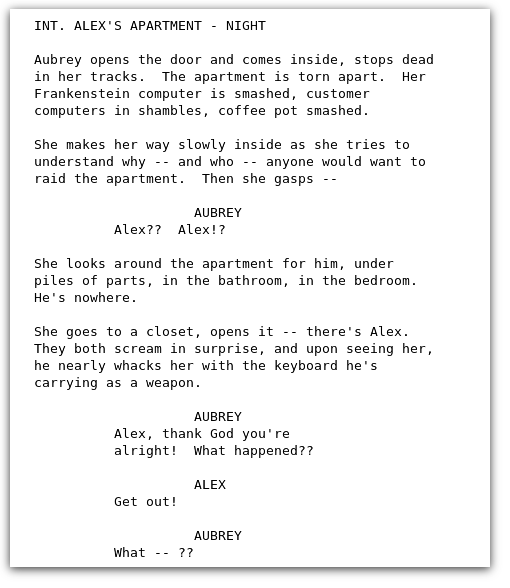 INT. ALEX'S APARTMENT - NIGHT
Aubrey opens the door and comes inside, stops dead
in her tracks.  The apartment is torn apart.  Her
Frankenstein computer is smashed, customer
computers in shambles, coffee pot smashed.
She makes her way slowly inside as she tries to
understand why -- and who -- anyone would want to
raid the apartment.  Then she gasps --
AUBREY
Alex??  Alex!?
She looks around the apartment for him, under
piles of parts, in the bathroom, in the bedroom.
He's nowhere.
She goes to a closet, opens it -- there's Alex.
They both scream in surprise, and upon seeing her,
he nearly whacks her with the keyboard he's
carrying as a weapon.
AUBREY
Alex, thank God you're
alright!  What happened??
ALEX
Get out!
AUBREY
What -- ??